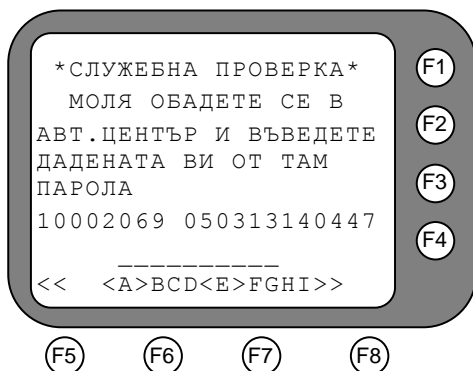 *СЛУЖЕБНА ПРОВЕРКА*
МОЛЯ ОБАДЕТЕ СЕ В
АВТ.ЦЕНТЪР И ВЪВЕДЕТЕ
ДАДЕНАТА ВИ ОТ ТАМ
ПАРОЛА
10002069 050313140447
__________
<< <A>BCD<E>FGHI>>
F1
F2
F3
F4
F5 F6 F7 F8